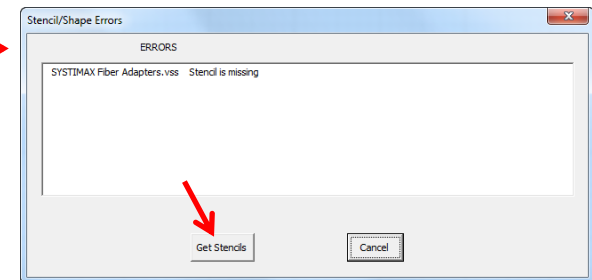 Stencil/Shape Errors
ERRORS
SYSTIMAX Fiber Adapters.vss Stencil is missing
Get Stencils Cancel